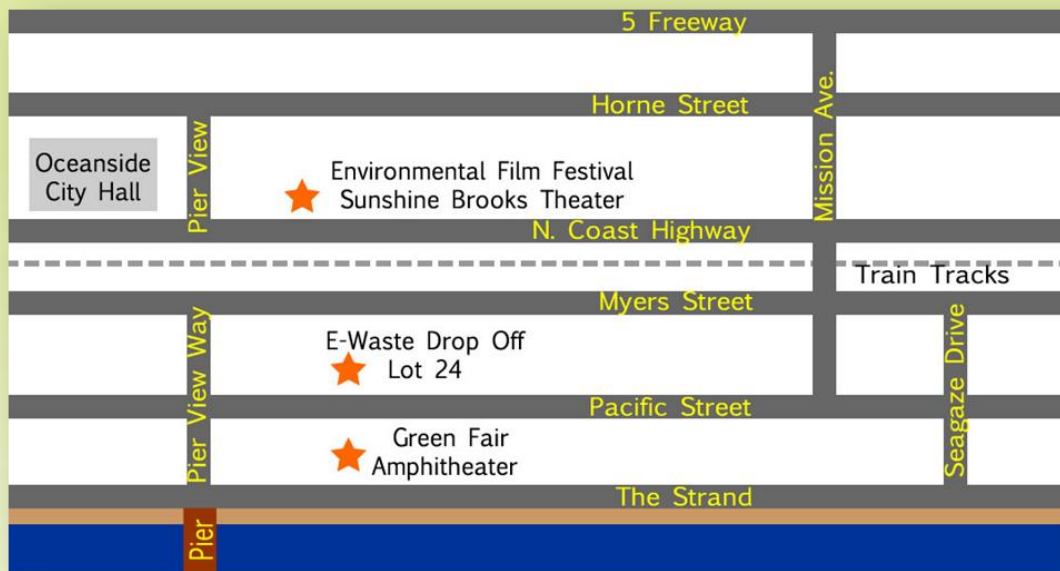 5 Freeway
Horne Street
Mission Ave.
Pier View
Oceanside
City Hall
Environmental Film Festival
Sunshine Brooks Theater
N. Coast Highway
Train Tracks
Myers Street
Seagaze Drive
Pier View Way
E-Waste Drop Off
Lot 24
Pacific Street
Green Fair
Amphitheater
The Strand
Pier